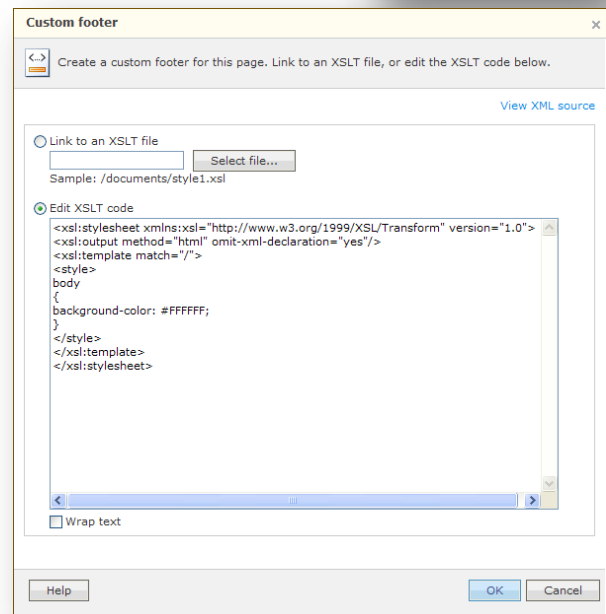 Custom footer
Create a custom footer for this page. Link to an XSLT file, or edit the XSLT code below.
View XML source
Link to an XSLT file
Select file...
Sample: /documents/style1.xsl
Edit XSLT code
<xsl:stylesheet xmlns:xsl="http://www.w3.org/1999/XSL/Transform" version="1.0">
<xsl:output method="html" omit-xml-declaration="yes"/>
<xsl:template match="/">
<style>
body
{
background-color: #FFFFFF;
}
</style>
</xsl:template>
</xsl:stylesheet>
Wrap text
Help
OK
Cancel